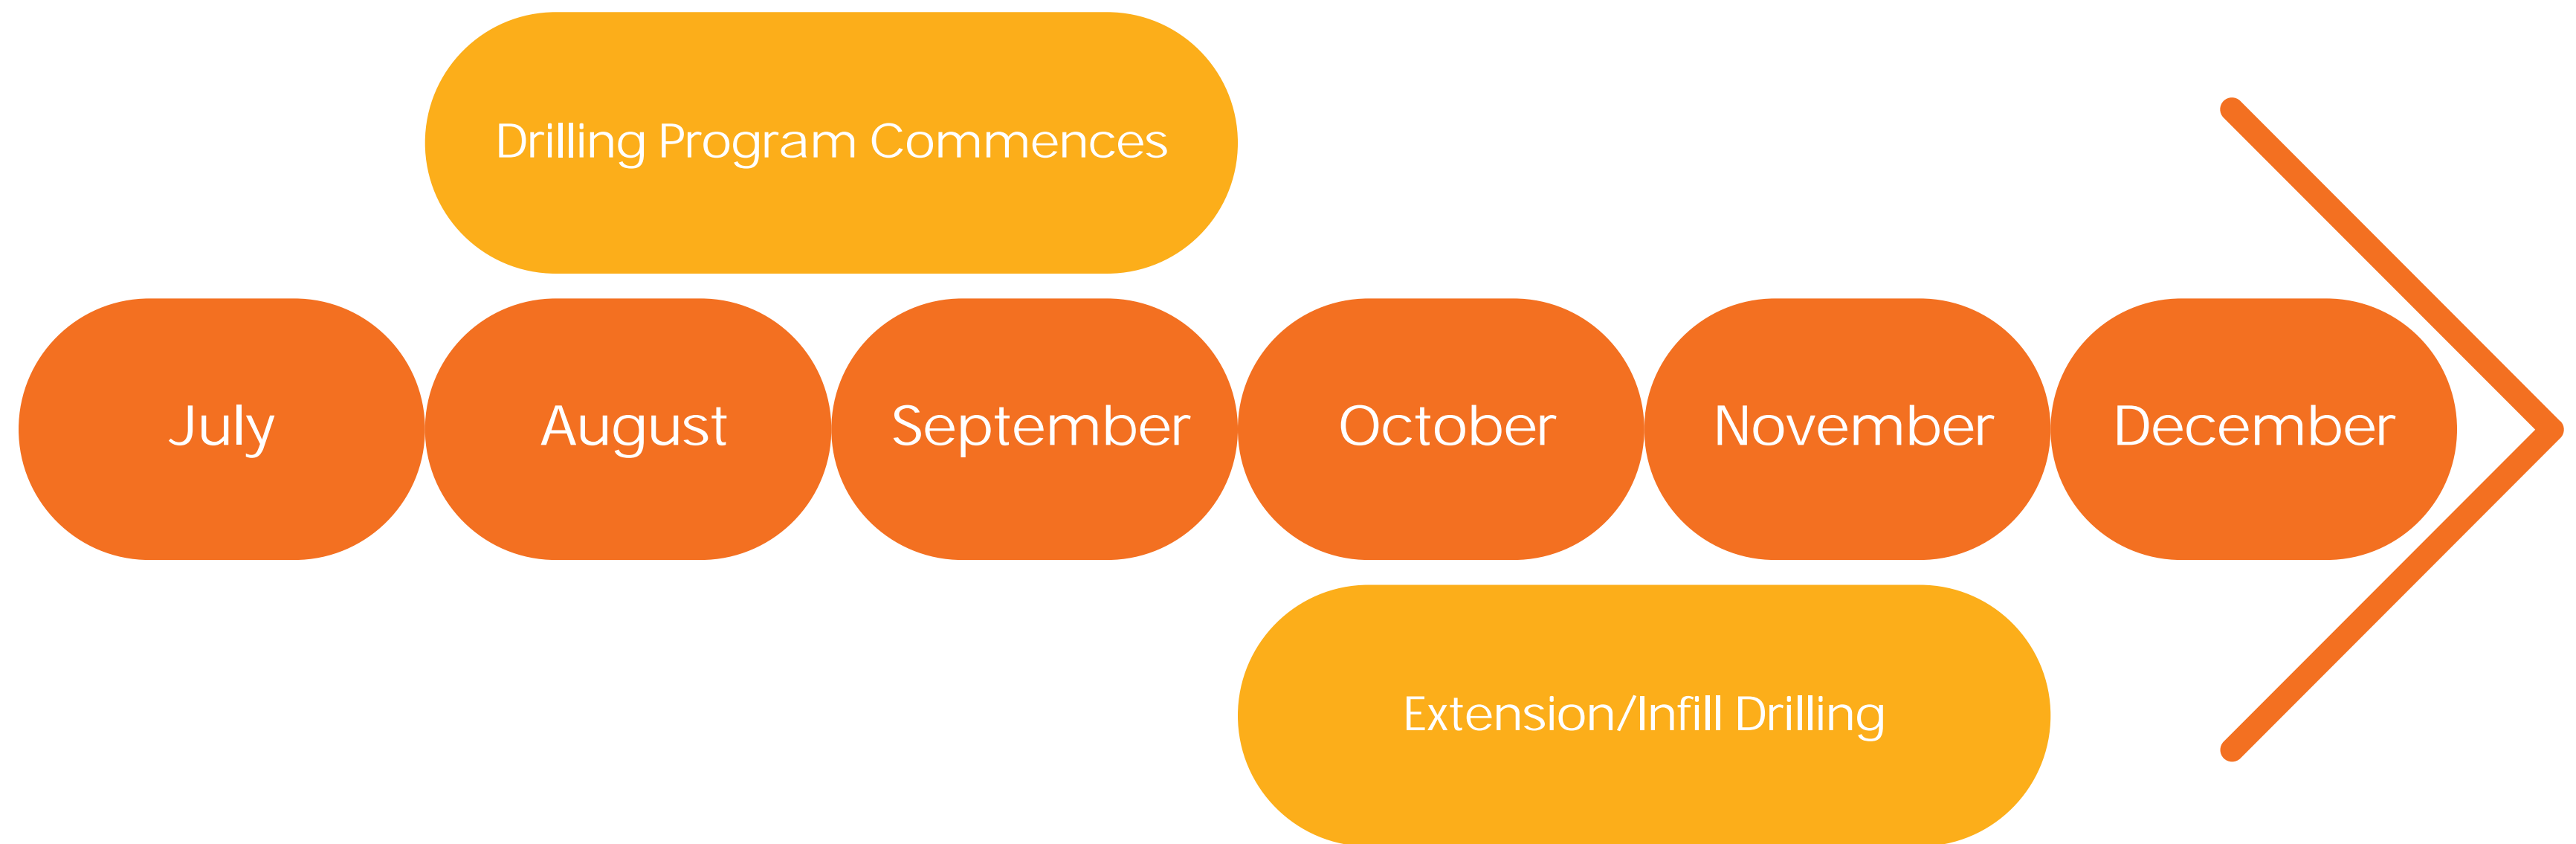 Drilling Program Commences
July
August
September
October
November
December
Extension/Infill Drilling